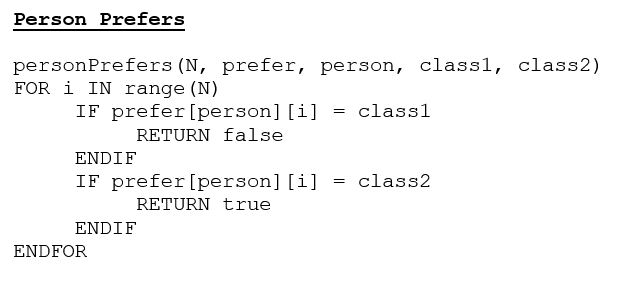 Person Prefers
personPrefers(N, prefer, person, class1, class2)
FOR i IN range(N)
IF prefer[person][i] = class1
RETURN false
ENDIF
IF prefer[person][i] = class2
RETURN true
ENDIF
ENDFOR